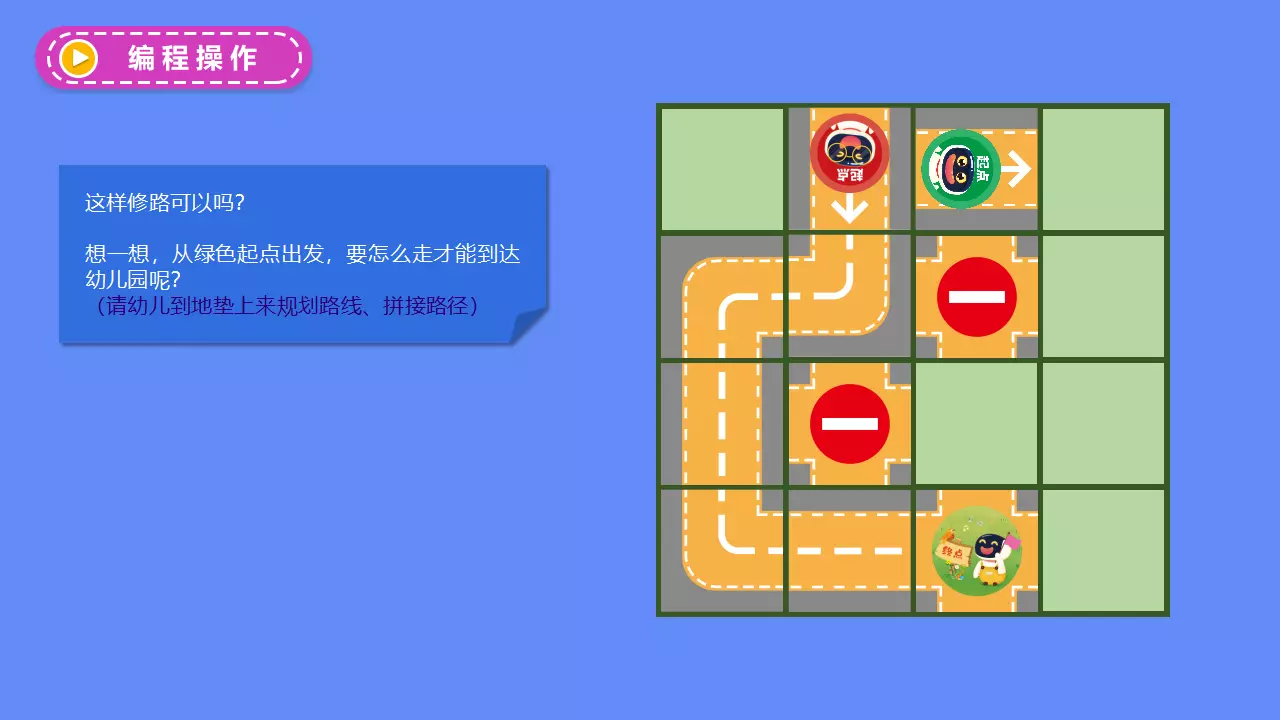 编程操作
这样修路可以吗?
想一想，从绿色起点出发，要怎么走才能到达
幼儿园呢?
（请幼儿到地垫上来规划路线、拼接路径）
起点
起点
终点